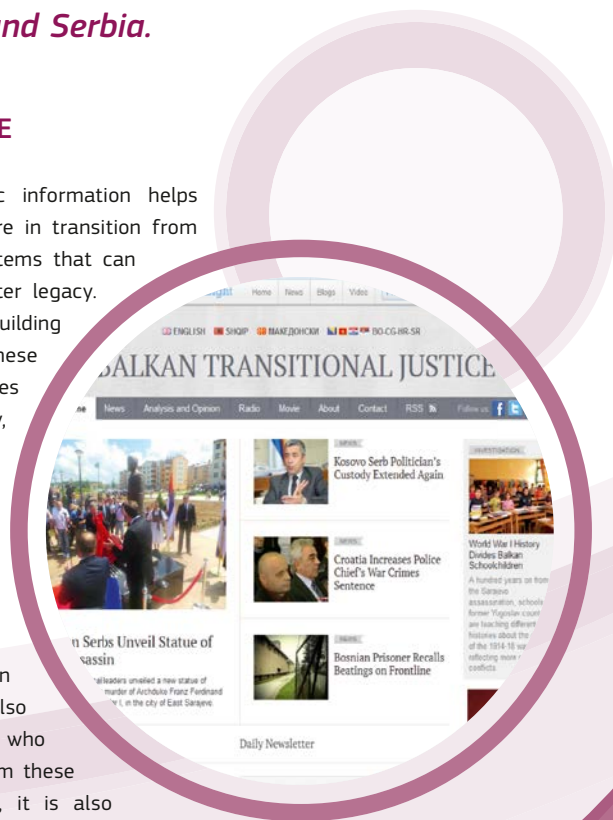 and Serbia.
E
c information helps
re in transition from
tems that can
ter legacy.
uilding
hese
es
,
Home News Blogs Video
ENGLISH SHQIP МАКЕДОНСКИ BO-CG-HR-SR
BALKAN TRANSITIONAL JUSTICE
ne News Analysis and Opinion Radio Movie About Contact RSS Follow us
n Serbs Unveil Statue of
ssassin
al leaders unveiled a new statue of
murder of Archduke Franz Ferdinand
I, in the city of East Sarajevo.
NEWS
Kosovo Serb Politician's
Custody Extended Again
NEWS
Croatia Increases Police
Chief's War Crimes
Sentence
NEWS
Bosnian Prisoner Recalls
Beatings on Frontline
INVESTIGATION
World War I History
Divides Balkan
Schoolchildren
A hundred years on from
the Sarajevo
assassination, schools
former Yugoslav count
are teaching different
histories about the
of the 1914-18 wa
reflecting more
conflicts.
Daily Newsletter
n
lso
who
m these
, it is also